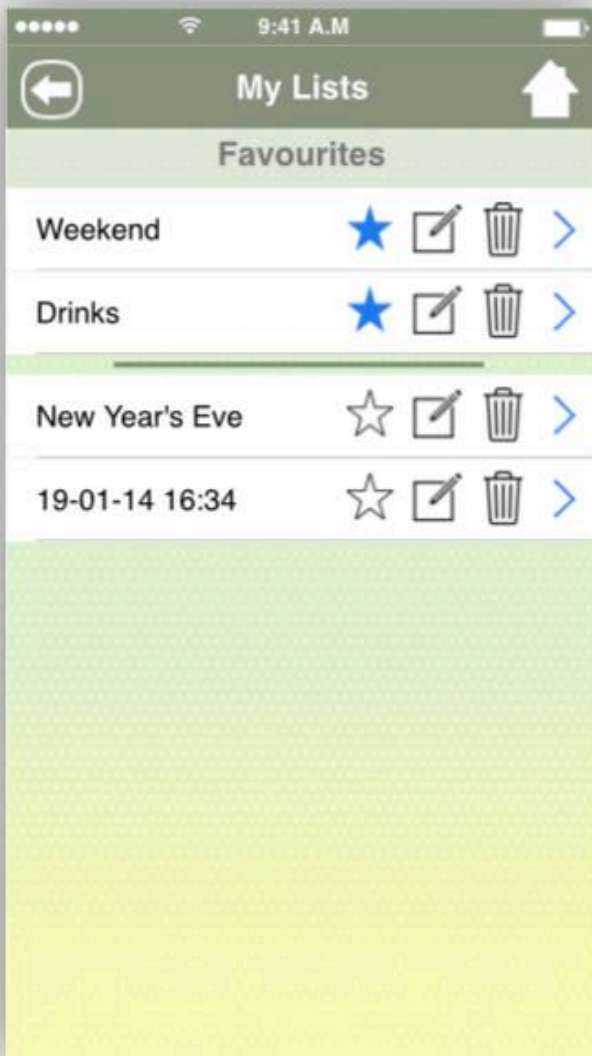 9:41 A.M
My Lists
Favourites
Weekend
Drinks
New Year's Eve
19-01-14 16:34